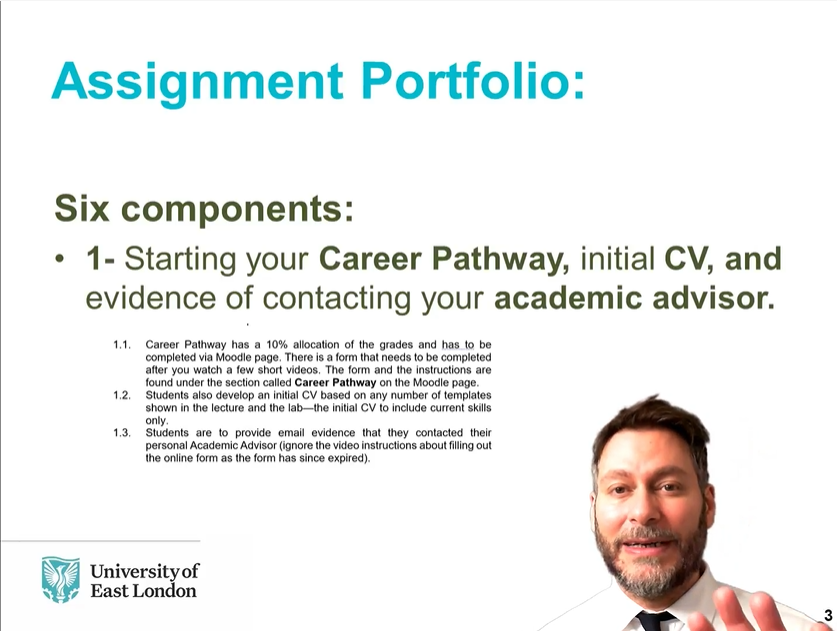 Assignment Portfolio:
Six components:
• 1- Starting your Career Pathway, initial CV, and
evidence of contacting your academic advisor.
1.1. Career Pathway has a 10% allocation of the grades and has to be
completed via Moodle page. There is a form that needs to be completed
after you watch a few short videos. The form and the instructions are
found under the section called Career Pathway on the Moodle page.
1.2. Students also develop an initial CV based on any number of templates
shown in the lecture and the lab—the initial CV to include current skills
only.
1.3. Students are to provide email evidence that they contacted their
personal Academic Advisor (ignore the video instructions about filling out
the online form as the form has since expired).
University of
East London
3